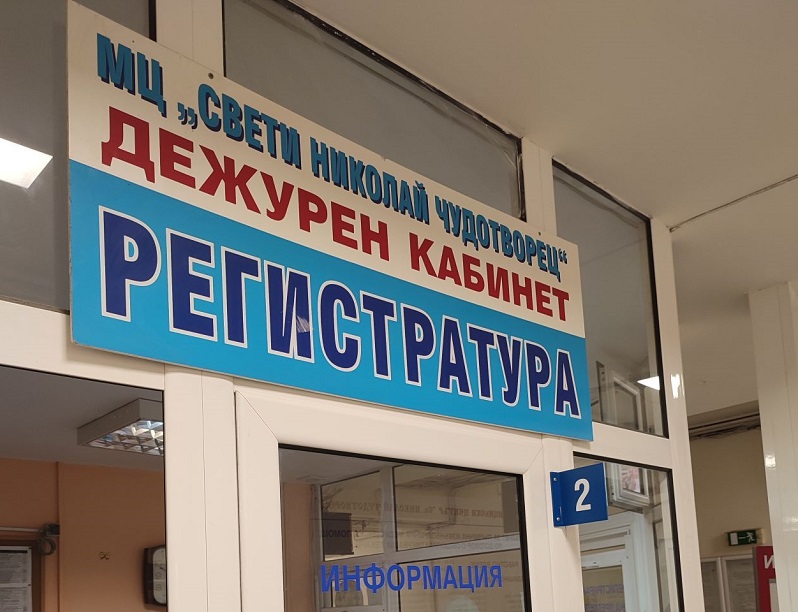 МЦ „СВЕТИ НИКОЛАЙ ЧУДОТВОРЕЦ“
ДЕЖУРЕН КАБИНЕТ
РЕГИСТРАТУРА
2
ИНФОРМАЦИЯ